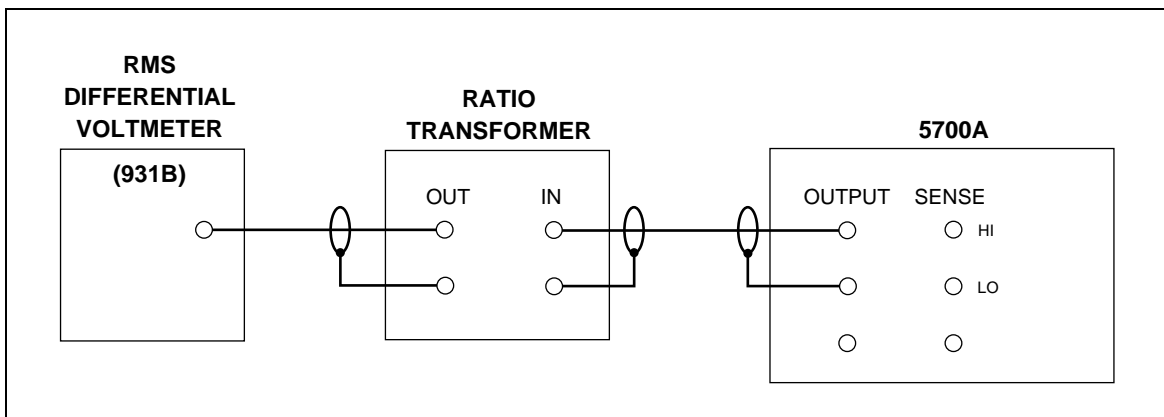 RMS
DIFFERENTIAL
VOLTMETER
(931B)
RATIO
TRANSFORMER
OUT IN
5700A
OUTPUT SENSE
HI
LO